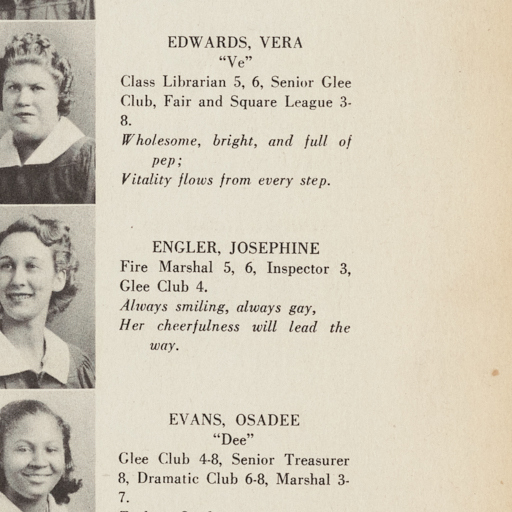 EDWARDS, VERA
“Ve”
Class Librarian 5, 6, Senior Glee
Club, Fair and Square League 3-
8.
Wholesome, bright, and full of
pep;
Vitality flows from every step.
ENGLER, JOSEPHINE
Fire Marshal 5, 6, Inspector 3,
Glee Club 4.
Always smiling, always gay,
Her cheerfulness will lead the
way.
EVANS, OSADEE
“Dee”
Glee Club 4-8, Senior Treasurer
8, Dramatic Club 6-8, Marshal 3-
7.